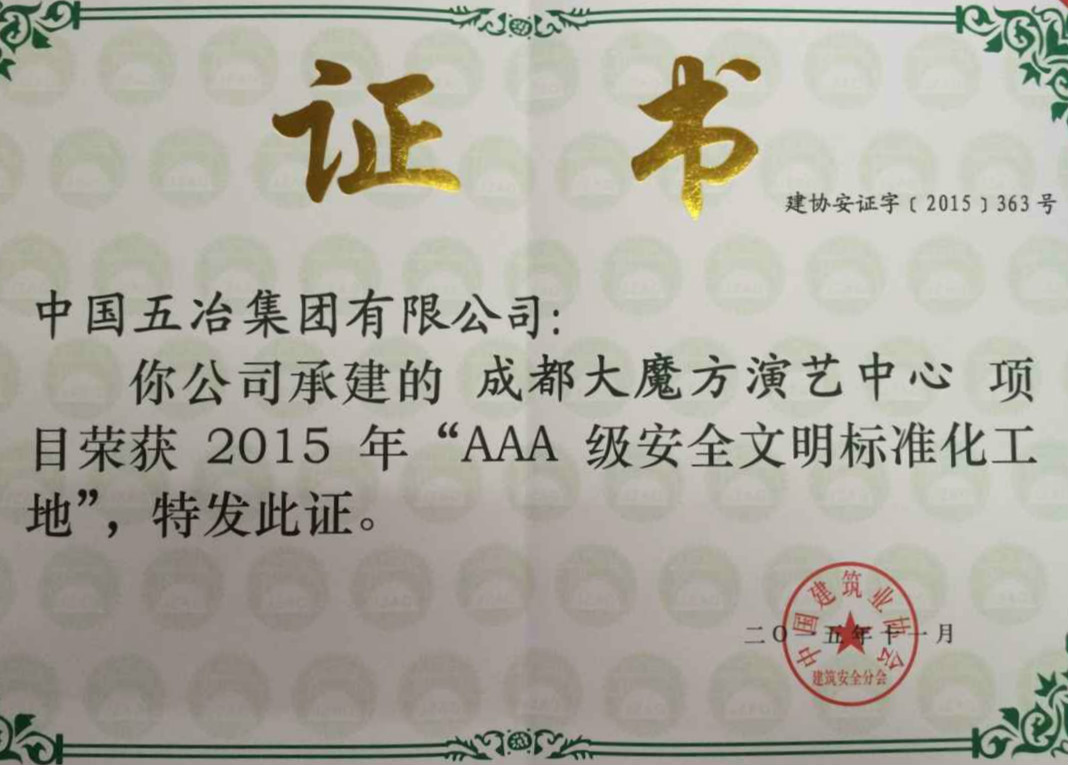 证书
建协安证字〔2015〕363号
中国五冶集团有限公司:
你公司承建的 成都大魔方演艺中心 项
目荣获 2015 年“AAA 级安全文明标准化工
地”，特发此证。
二〇一五年十一月
中国建筑业协会
建筑安全分会